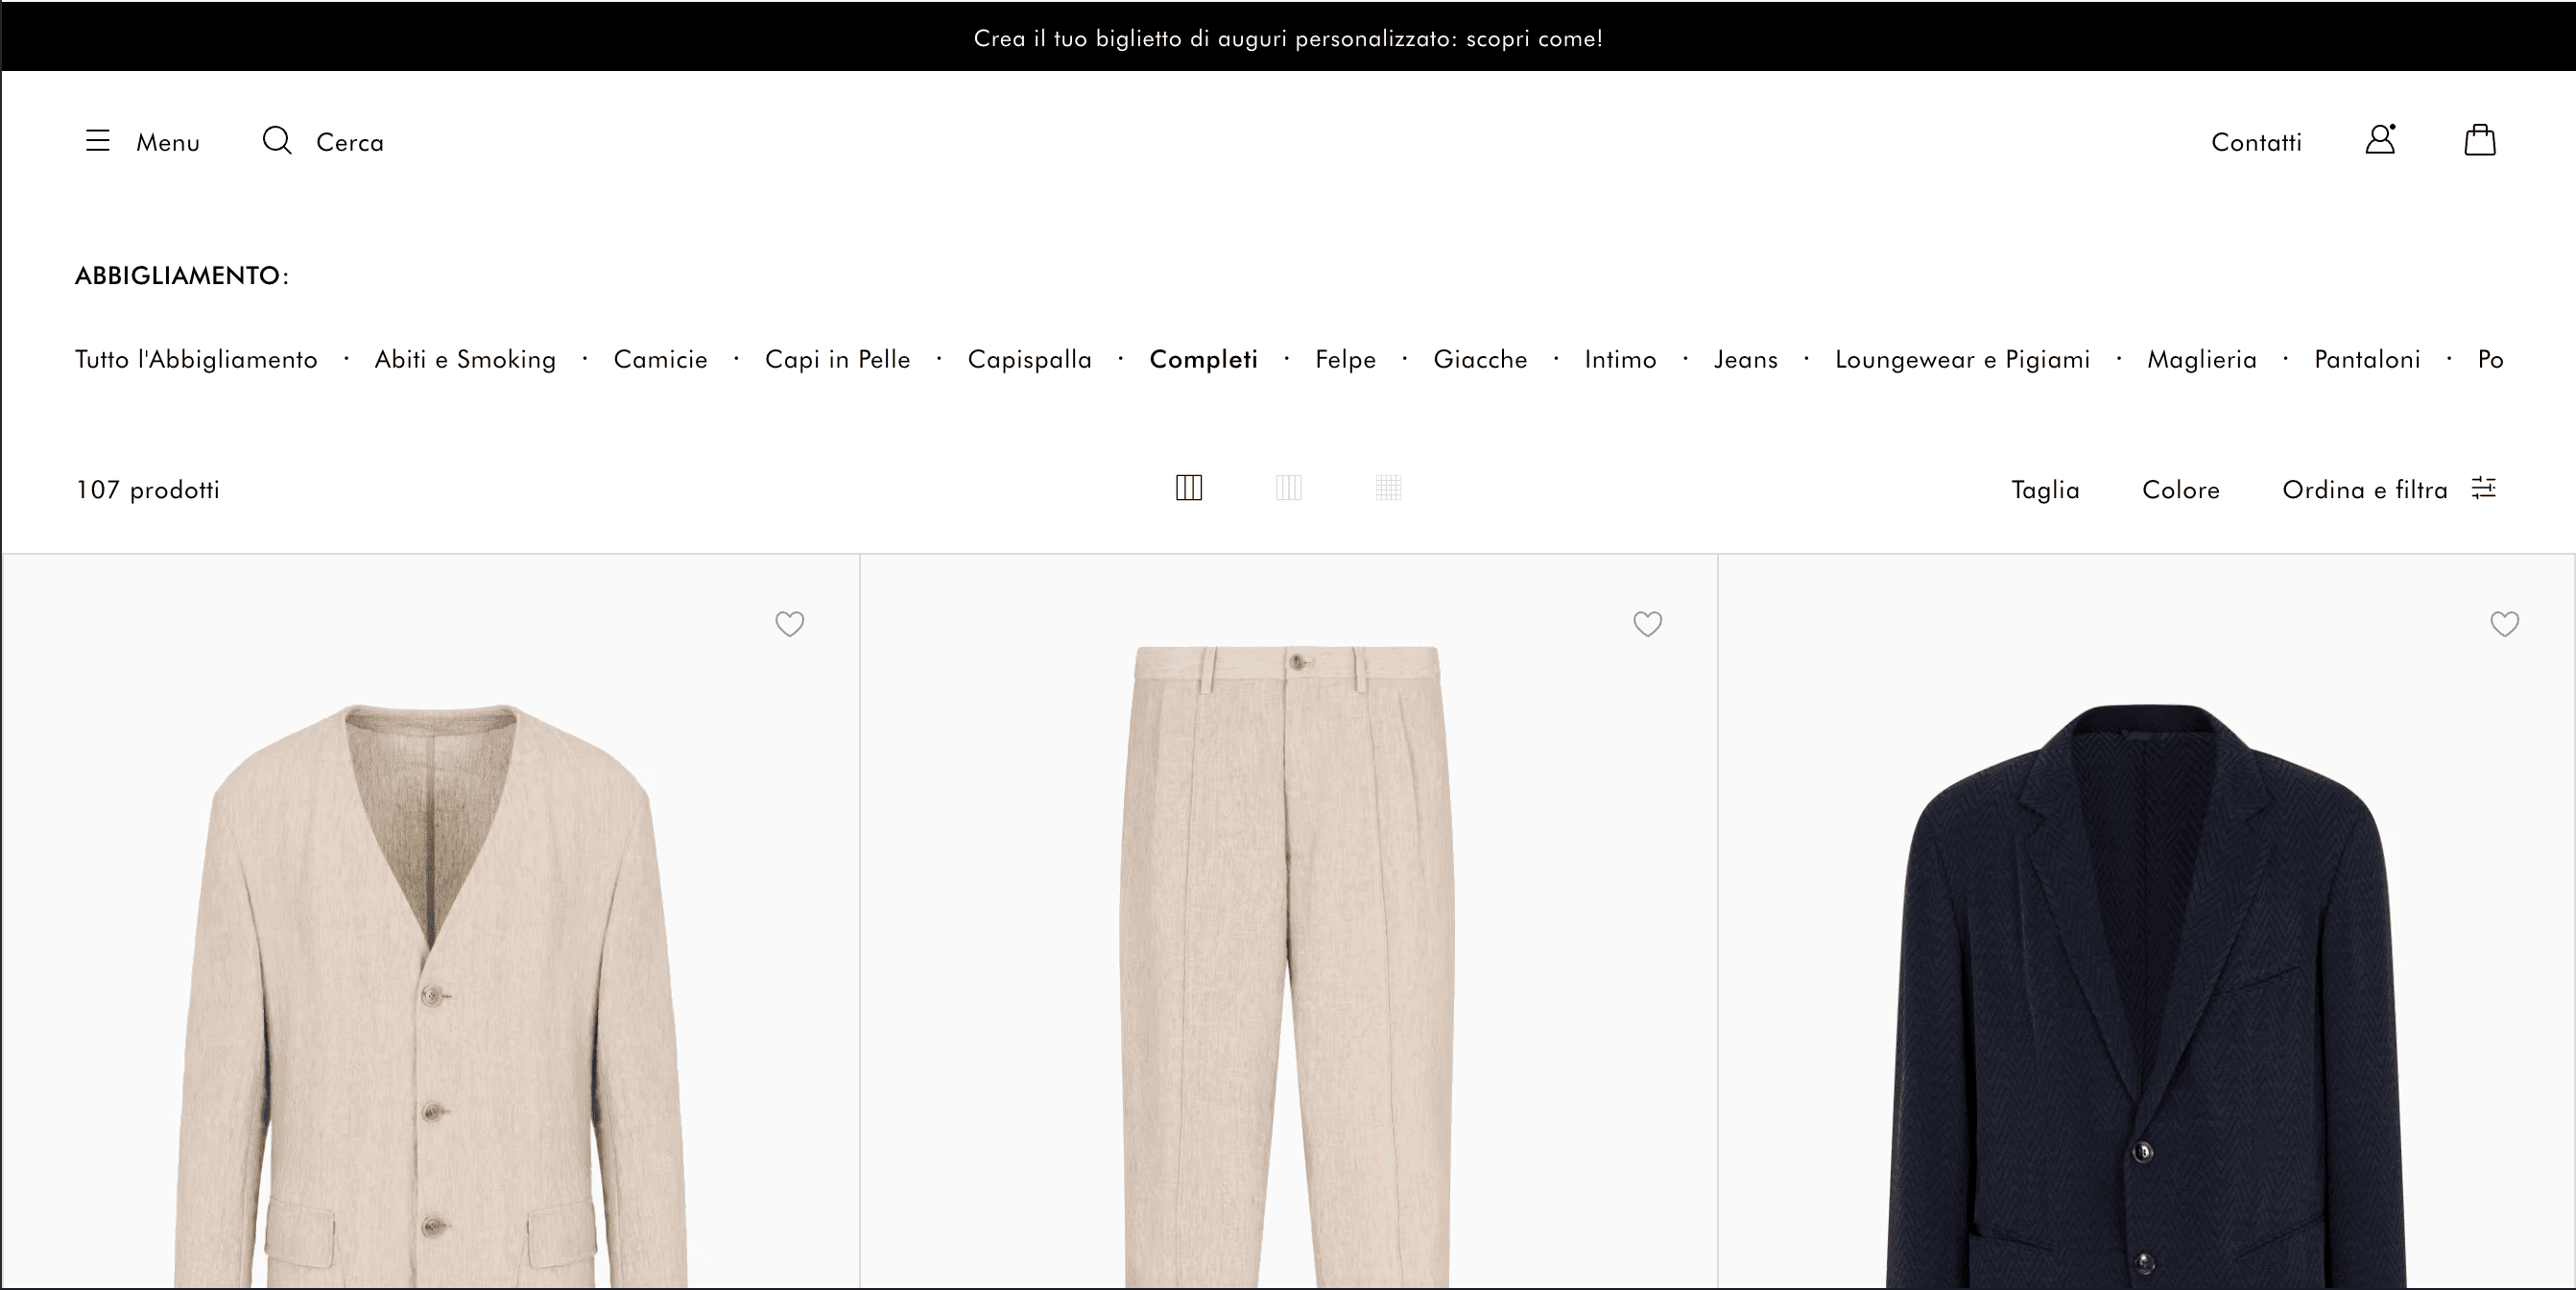 Crea il tuo biglietto di auguri personalizzato: scopri come!
Menu Cerca Contatti
ABBIGLIAMENTO:
Tutto l'Abbigliamento · Abiti e Smoking · Camicie · Capi in Pelle · Capispalla · Completi · Felpe · Giacche · Intimo · Jeans · Loungewear e Pigiami · Maglieria · Pantaloni · Po
107 prodotti Taglia Colore Ordina e filtra